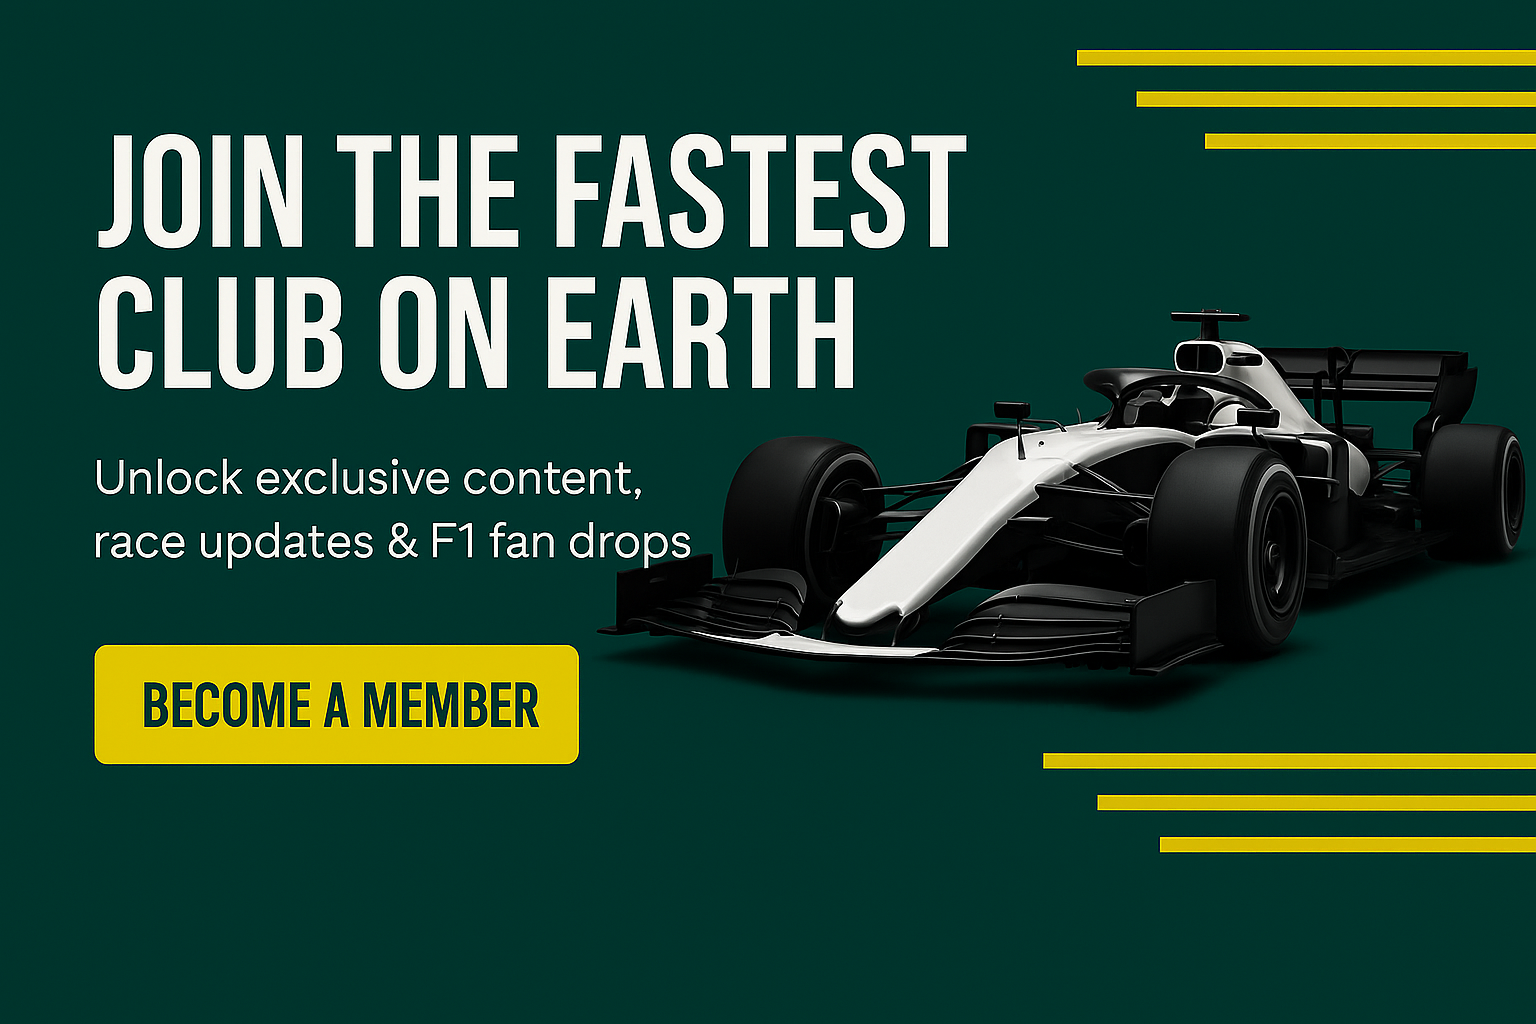 JOIN THE FASTEST
CLUB ON EARTH
Unlock exclusive content,
race updates & F1 fan drops
BECOME A MEMBER